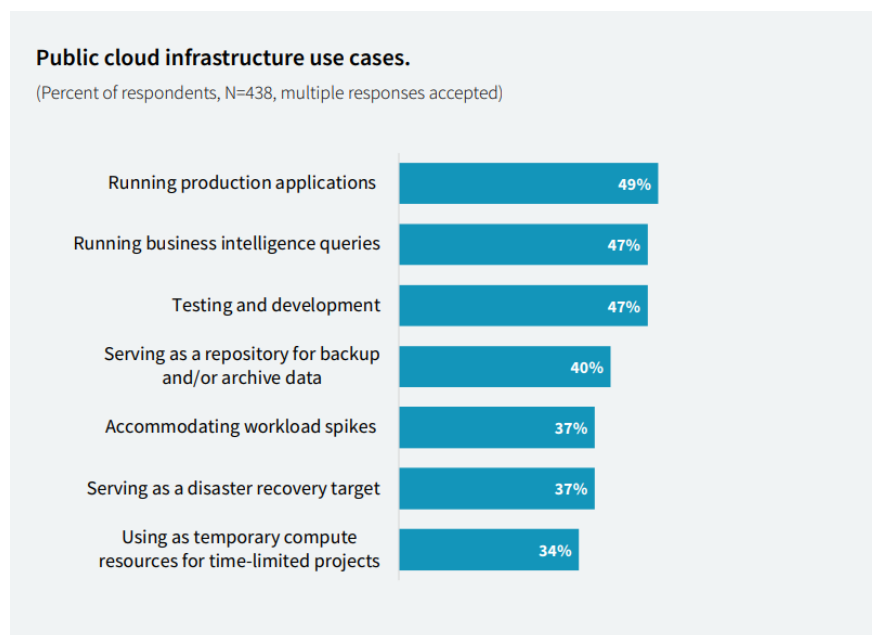 Public cloud infrastructure use cases.
(Percent of respondents, N=438, multiple responses accepted)
Running production applications 49%
Running business intelligence queries 47%
Testing and development 47%
Serving as a repository for backup
and/or archive data 40%
Accommodating workload spikes 37%
Serving as a disaster recovery target 37%
Using as temporary compute
resources for time-limited projects 34%